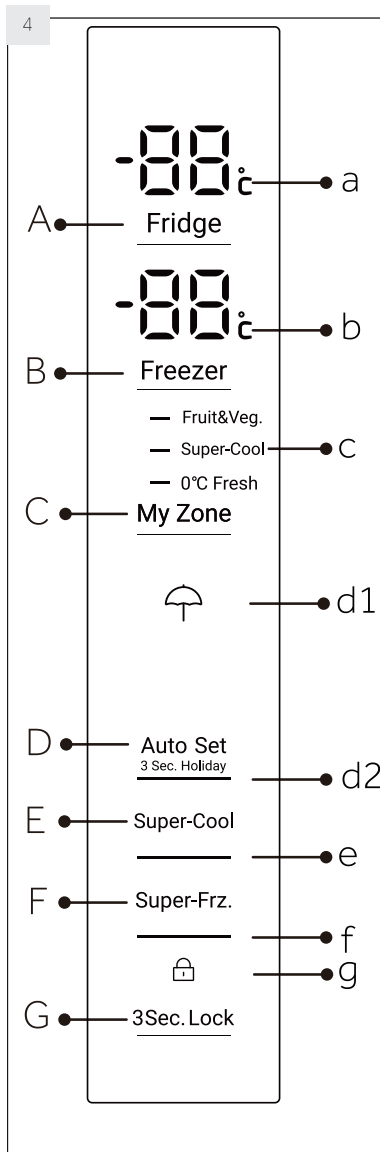 4
-88°c
a
A
Fridge
-88°c
b
B
Freezer
Fruit&Veg.
Super-Cool
c
0°C Fresh
C
My Zone
d1
D
Auto Set
3 Sec. Holiday
d2
E
Super-Cool
e
F
Super-Frz.
f
g
G
3Sec. Lock